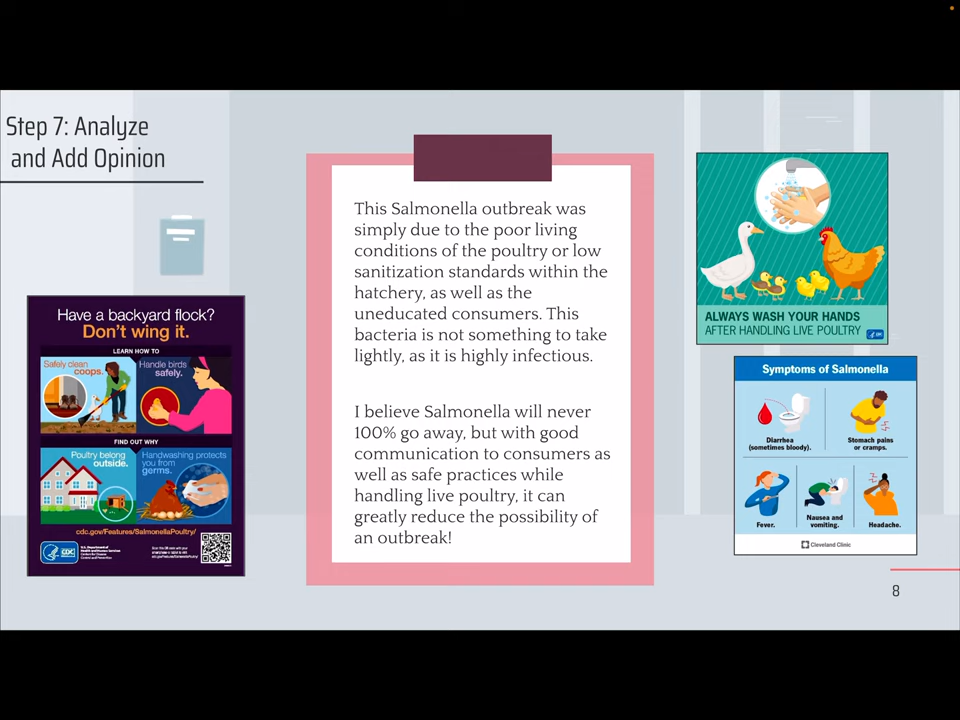 Step 7: Analyze
and Add Opinion
This Salmonella outbreak was
simply due to the poor living
conditions of the poultry or low
sanitization standards within the
hatchery, as well as the
uneducated consumers. This
bacteria is not something to take
lightly, as it is highly infectious.
I believe Salmonella will never
100% go away, but with good
communication to consumers as
well as safe practices while
handling live poultry, it can
greatly reduce the possibility of
an outbreak!
Have a backyard flock?
Don't wing it.
LEARN HOW TO
Safely clean
coops.
Handle birds
safely.
FIND OUT WHY
Poultry belong
outside.
Handwashing protects
you from
germs.
cdc.gov/Features/SalmonellaPoultry/
CDC
ALWAYS WASH YOUR HANDS
AFTER HANDLING LIVE POULTRY
CDC
Symptoms of Salmonella
Diarrhea
(sometimes bloody).
Stomach pains
or cramps.
Fever.
Nausea and
vomiting.
Headache.
Cleveland Clinic
8